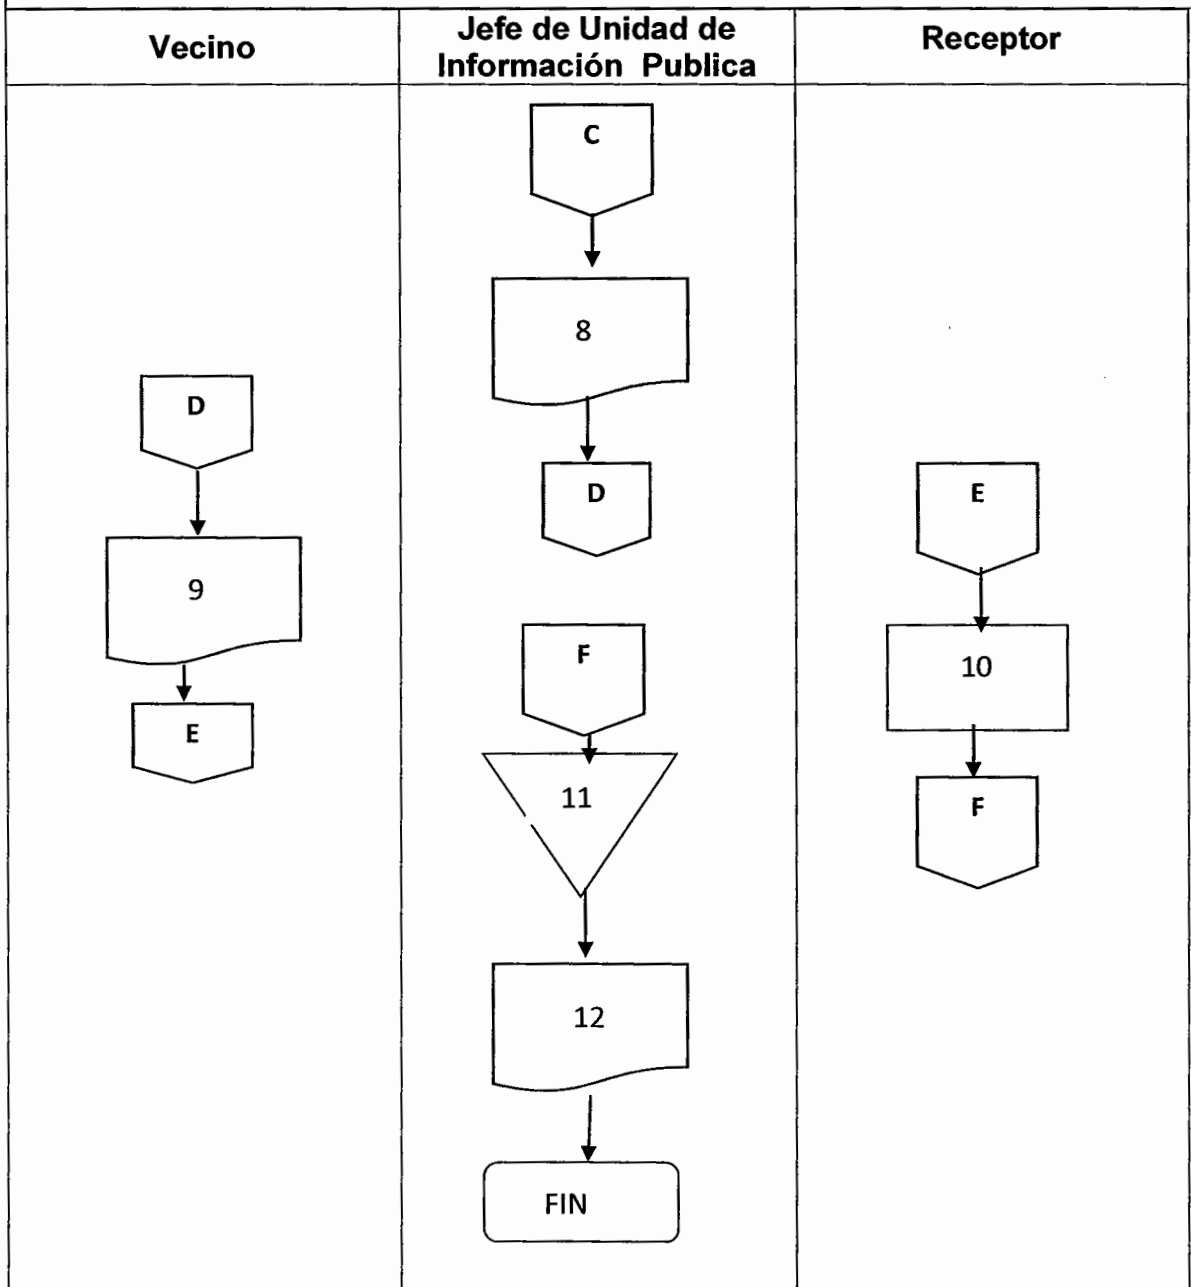 Vecino
Jefe de Unidad de
Información Publica
Receptor
C
8
D
9
E
D
F
11
12
FIN
E
10
F